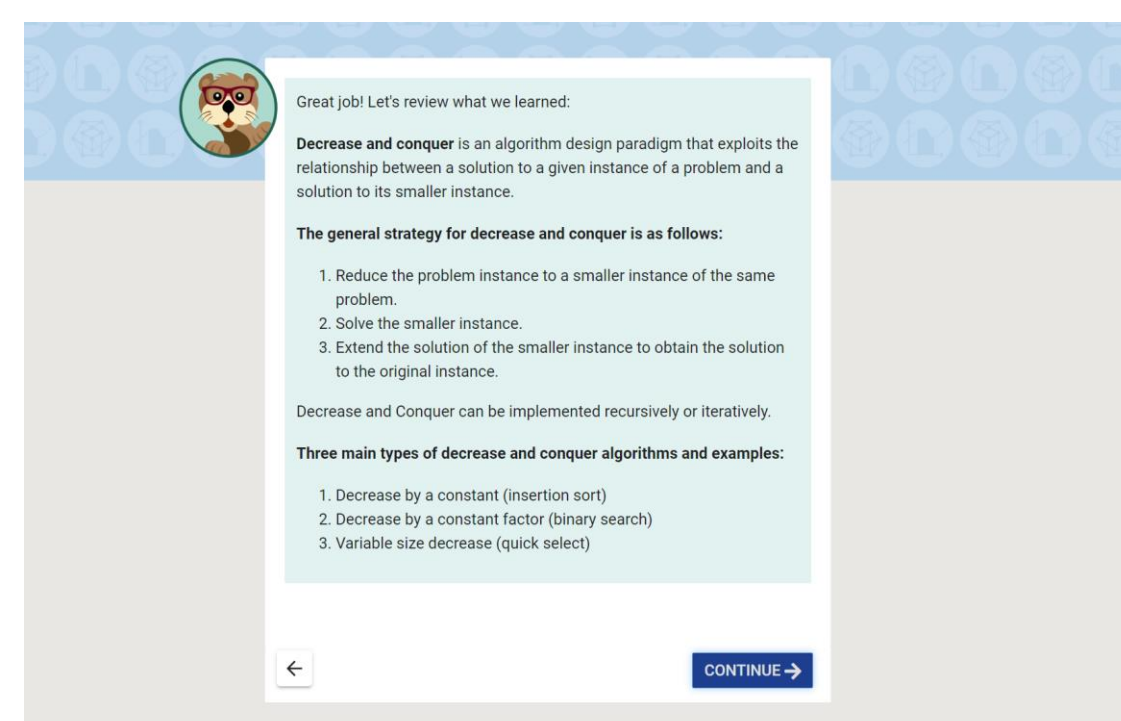 Great job! Let's review what we learned:
Decrease and conquer is an algorithm design paradigm that exploits the
relationship between a solution to a given instance of a problem and a
solution to its smaller instance.
The general strategy for decrease and conquer is as follows:
1. Reduce the problem instance to a smaller instance of the same
problem.
2. Solve the smaller instance.
3. Extend the solution of the smaller instance to obtain the solution
to the original instance.
Decrease and Conquer can be implemented recursively or iteratively.
Three main types of decrease and conquer algorithms and examples:
1. Decrease by a constant (insertion sort)
2. Decrease by a constant factor (binary search)
3. Variable size decrease (quick select)
CONTINUE